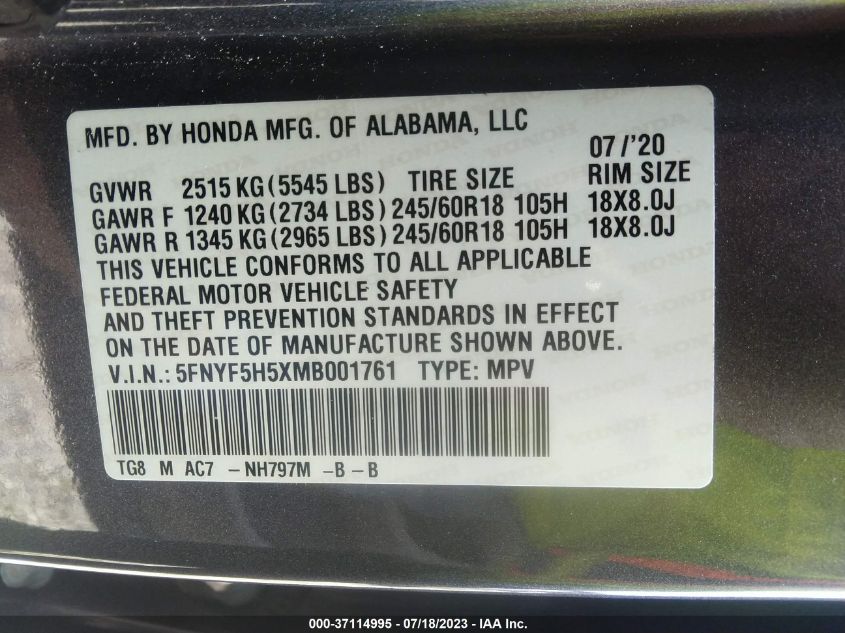 MFD. BY HONDA MFG. OF ALABAMA, LLC
07/'20
GVWR 2515 KG (5545 LBS) TIRE SIZE RIM SIZE
GAWR F 1240 KG (2734 LBS) 245/60R18 105H 18X8.0J
GAWR R 1345 KG (2965 LBS) 245/60R18 105H 18X8.0J
THIS VEHICLE CONFORMS TO ALL APPLICABLE
FEDERAL MOTOR VEHICLE SAFETY
AND THEFT PREVENTION STANDARDS IN EFFECT
ON THE DATE OF MANUFACTURE SHOWN ABOVE.
V.I.N.: 5FNYF5H5XMB001761 TYPE: MPV
TG8 M AC7 -NH797M -B -B
000-37114995 - 07/18/2023 - IAA Inc.